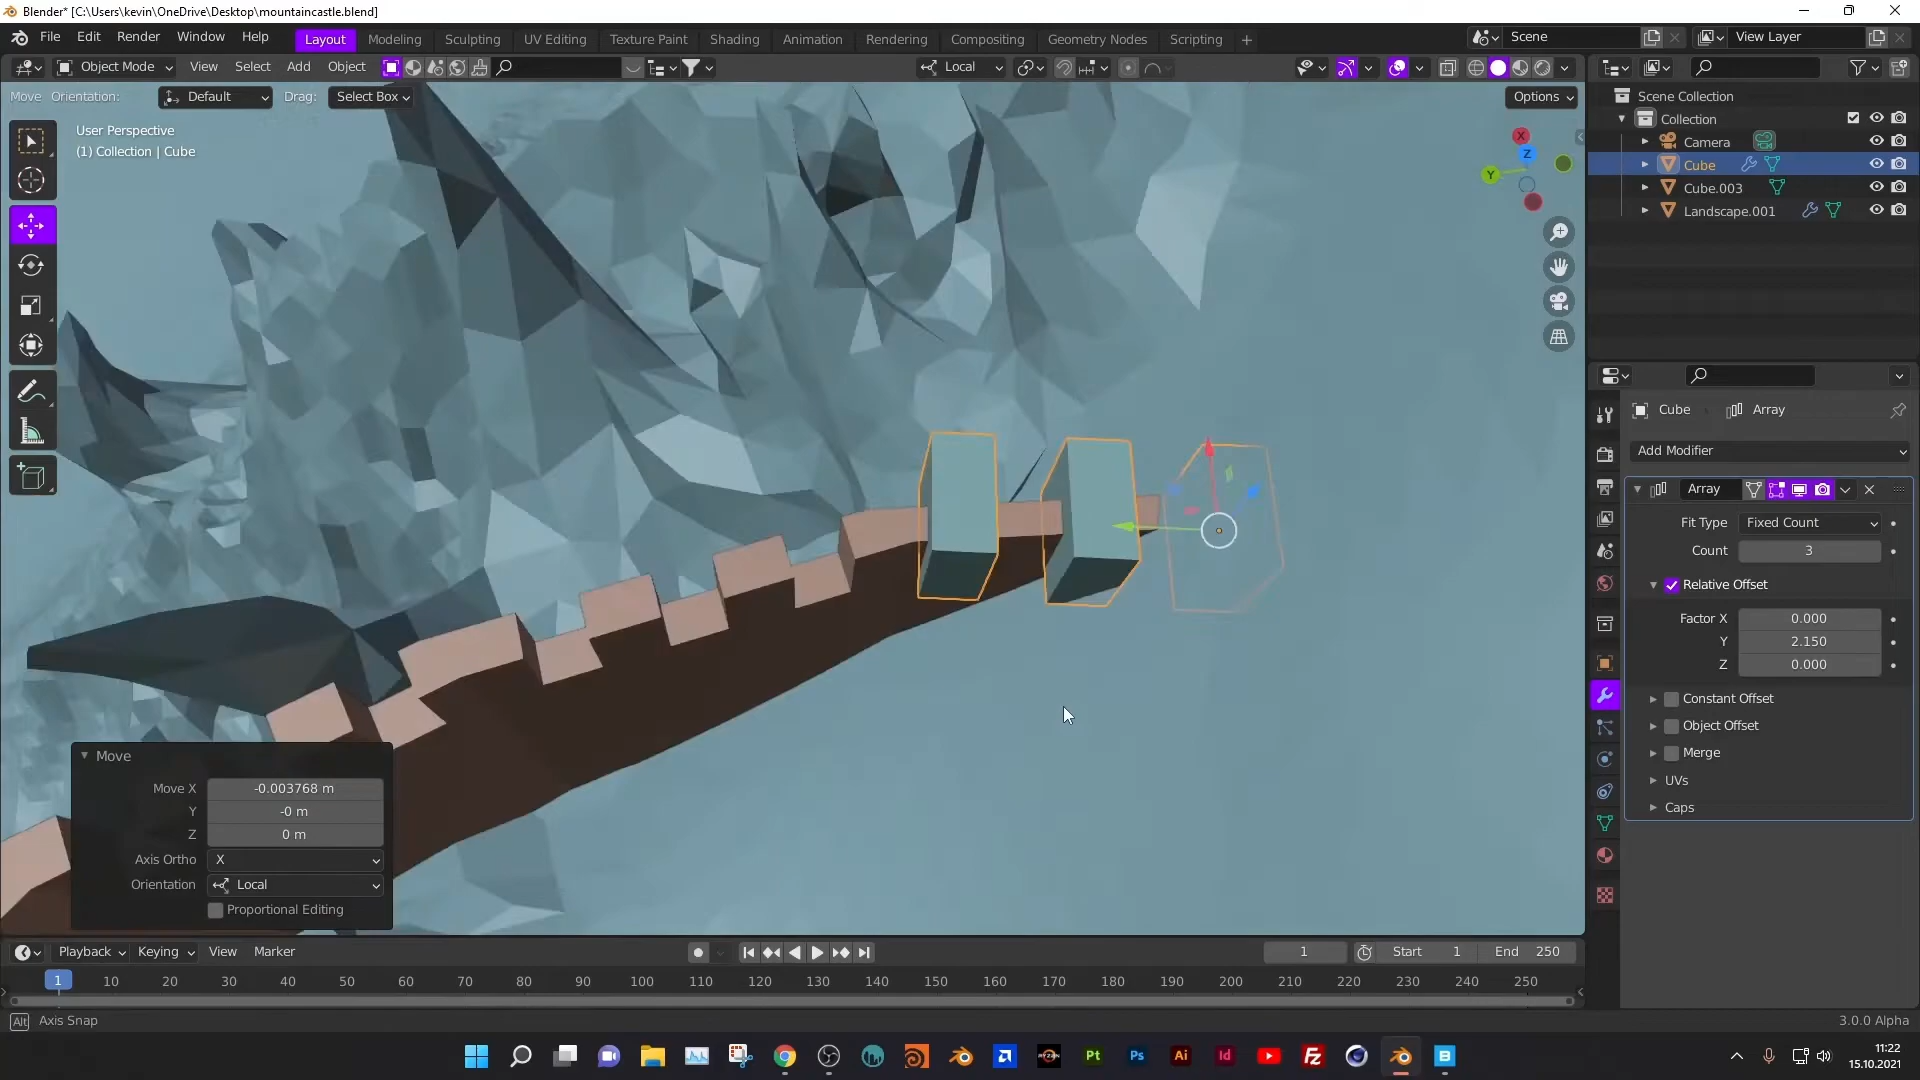 Blender* [C:\Users\kevin\OneDrive\Desktop\mountaincastle.blend]
File Edit Render Window Help Layout Modeling Sculpting UV Editing Texture Paint Shading Animation Rendering Compositing Geometry Nodes Scripting + Scene View Layer
Object Mode View Select Add Object Local
Move Orientation: Default Drag: Select Box Options
User Perspective
(1) Collection | Cube
X
Y
Z
Scene Collection
Collection
Camera
Cube
Cube.003
Landscape.001
Cube Array
Add Modifier
Array
Fit Type Fixed Count
Count 3
Relative Offset
Factor X 0.000
Y 2.150
Z 0.000
Constant Offset
Object Offset
Merge
UVs
Caps
Move
Move X -0.003768 m
Y -0 m
Z 0 m
Axis Ortho X
Orientation Local
Proportional Editing
Playback Keying View Marker 1 Start 1 End 250
1 10 20 30 40 50 60 70 80 90 100 110 120 130 140 150 160 170 180 190 200 210 220 230 240 250
Alt Axis Snap 3.0.0 Alpha
RYZEN Pt Ps Ai Id Fz B
11:22
15.10.2021